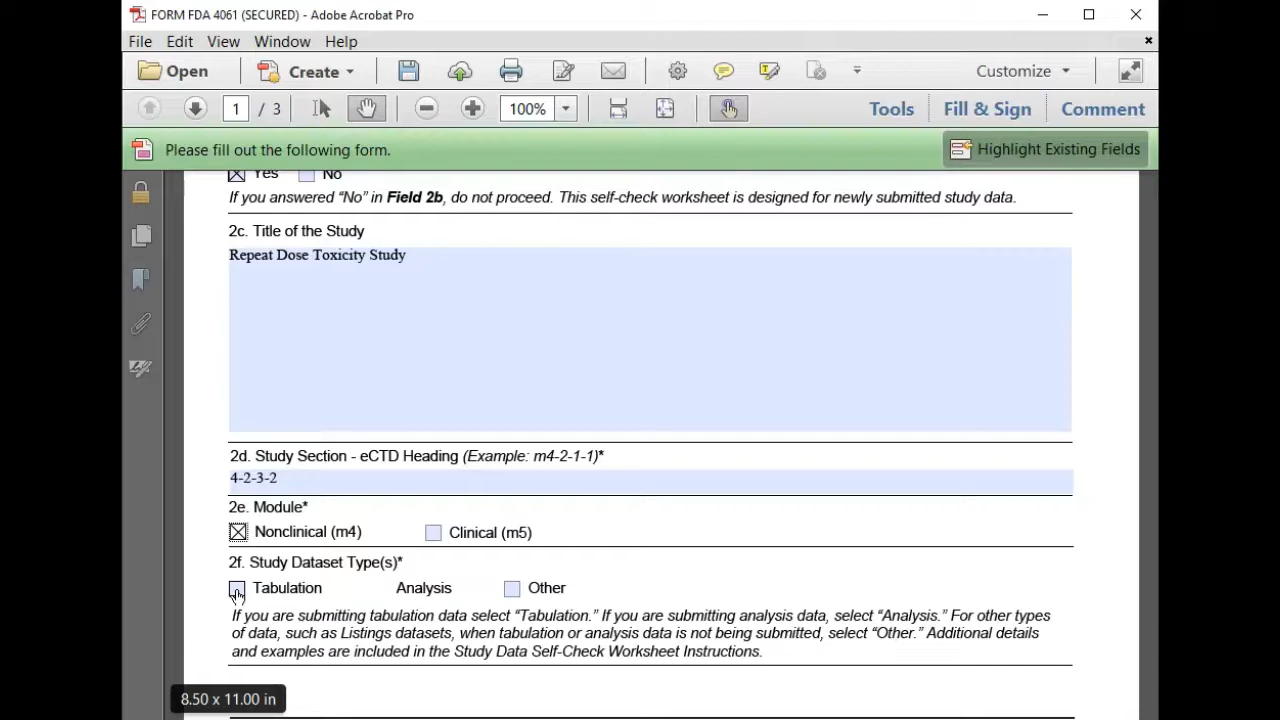 FORM FDA 4061 (SECURED) - Adobe Acrobat Pro
File Edit View Window Help
Open Create Customize
1 / 3 100% Tools Fill & Sign Comment
Please fill out the following form. Highlight Existing Fields
Yes No
If you answered “No” in Field 2b, do not proceed. This self-check worksheet is designed for newly submitted study data.
2c. Title of the Study
Repeat Dose Toxicity Study
2d. Study Section - eCTD Heading (Example: m4-2-1-1)*
4-2-3-2
2e. Module*
Nonclinical (m4) Clinical (m5)
2f. Study Dataset Type(s)*
Tabulation Analysis Other
If you are submitting tabulation data select “Tabulation.” If you are submitting analysis data, select “Analysis.” For other types
of data, such as Listings datasets, when tabulation or analysis data is not being submitted, select “Other.” Additional details
and examples are included in the Study Data Self-Check Worksheet Instructions.
8.50 x 11.00 in